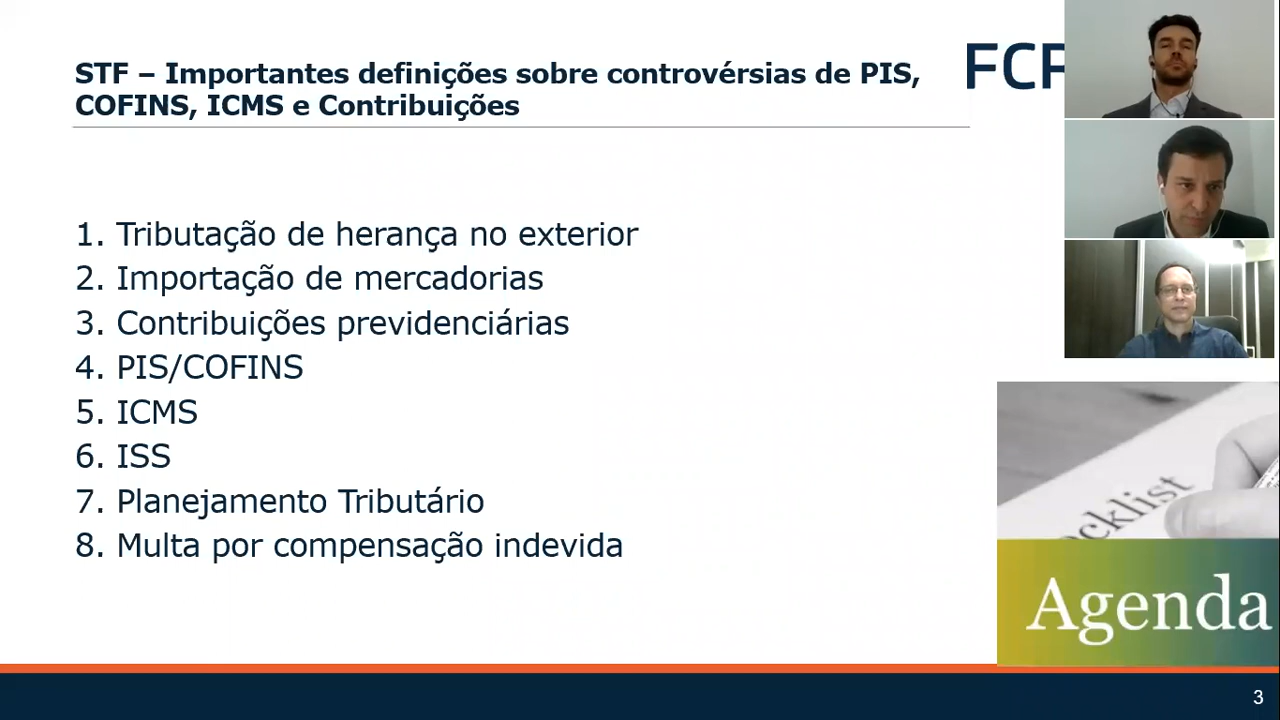 STF – Importantes definições sobre controvérsias de PIS,
COFINS, ICMS e Contribuições
1. Tributação de herança no exterior
2. Importação de mercadorias
3. Contribuições previdenciárias
4. PIS/COFINS
5. ICMS
6. ISS
7. Planejamento Tributário
8. Multa por compensação indevida
cklist
Agenda
3